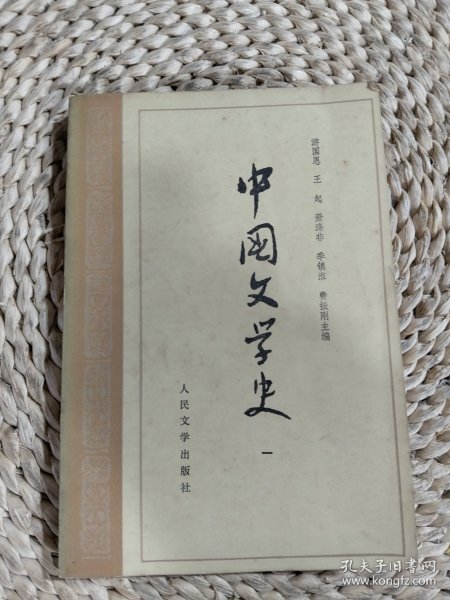 游国恩 王起 萧涤非 季镇淮 费振刚主编
中国文学史
一
人民文学出版社
孔夫子旧书网
www.kongfz.com